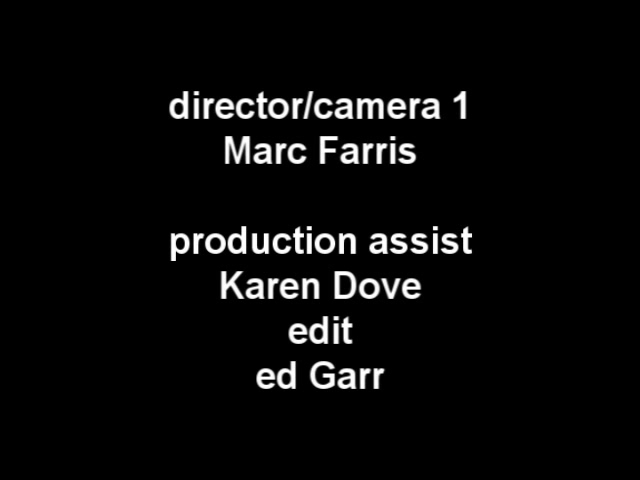 director/camera 1
Marc Farris
production assist
Karen Dove
edit
ed Garr